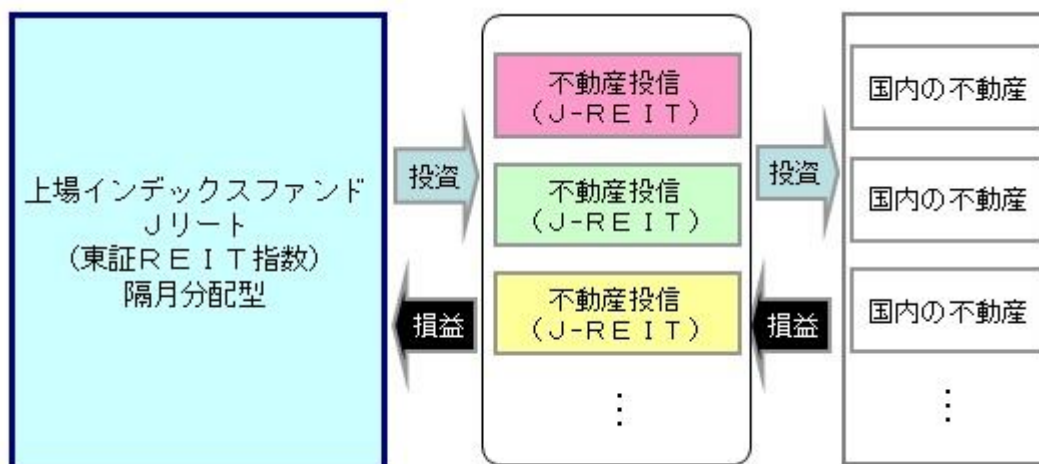 上場インデックスファンド
Jリート
(東証REIT指数)
隔月分配型
投資
損益
不動産投信
(J-REIT)
不動産投信
(J-REIT)
不動産投信
(J-REIT)
⋮
投資
損益
国内の不動産
国内の不動産
国内の不動産
⋮